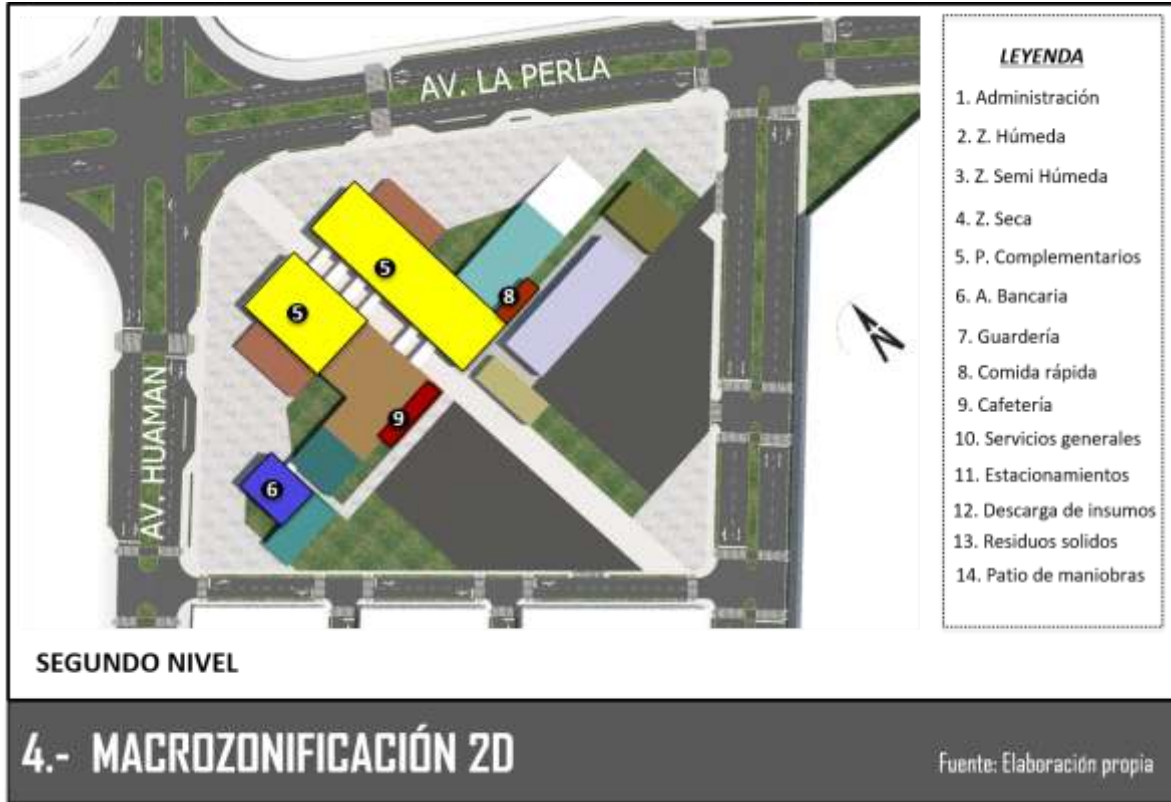 AV. LA PERLA
AV. HUAMAN
5
5
8
9
6
N
LEYENDA
1. Administración
2. Z. Húmeda
3. Z. Semi Húmeda
4. Z. Seca
5. P. Complementarios
6. A. Bancaria
7. Guardería
8. Comida rápida
9. Cafetería
10. Servicios generales
11. Estacionamientos
12. Descarga de insumos
13. Residuos solidos
14. Patio de maniobras
SEGUNDO NIVEL
4.- MACROZONIFICACIÓN 2D
Fuente: Elaboración propia